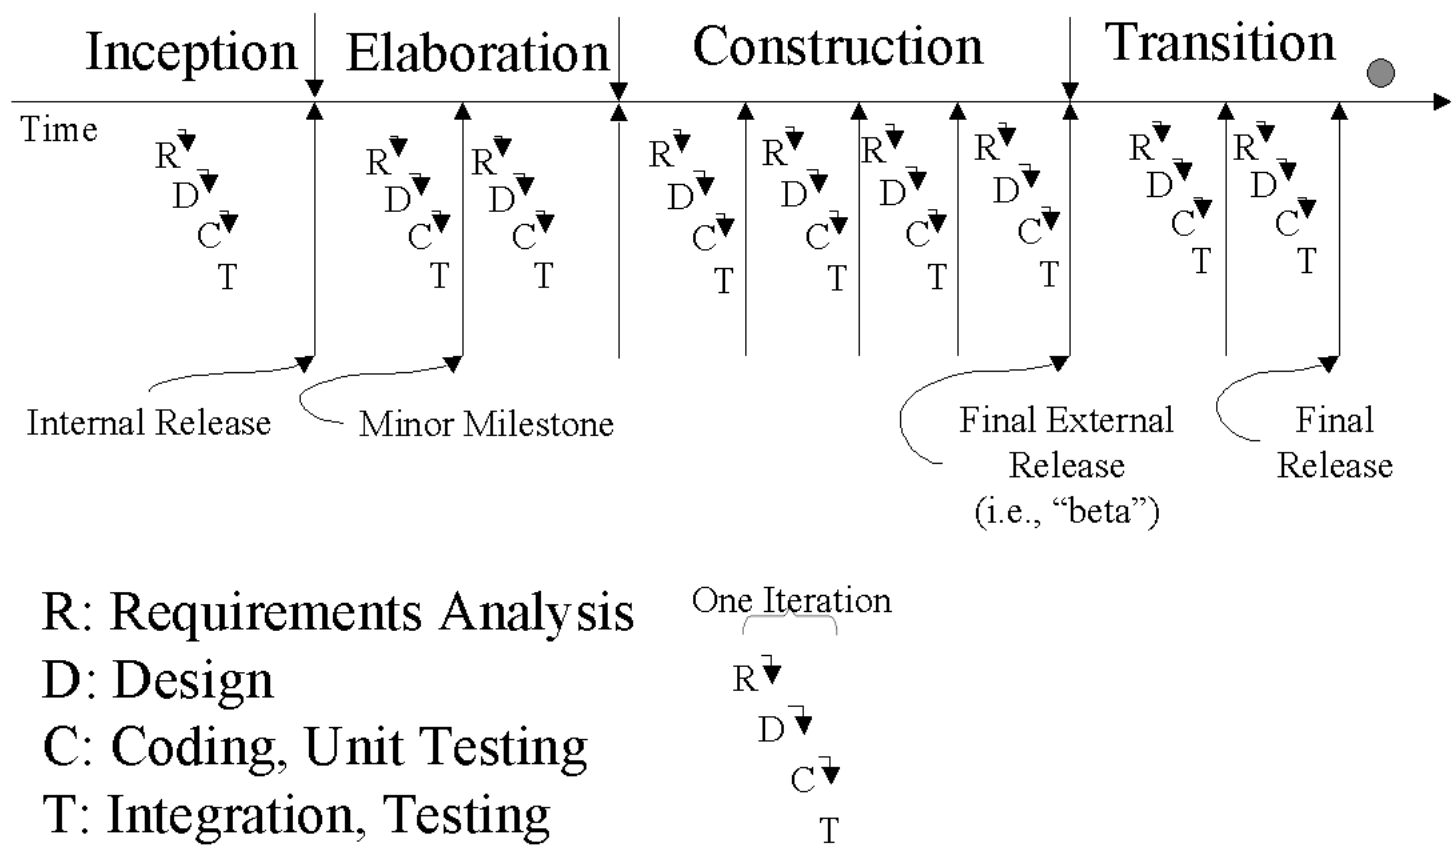 Inception Elaboration Construction Transition
Time
R R R R R R R R R
D D D D D D D D D
C C C C C C C C C
T T T T T T T T T
Internal Release
Minor Milestone
Final External
Release
(i.e., “beta”)
Final
Release
R: Requirements Analysis
D: Design
C: Coding, Unit Testing
T: Integration, Testing
One Iteration
R
D
C
T